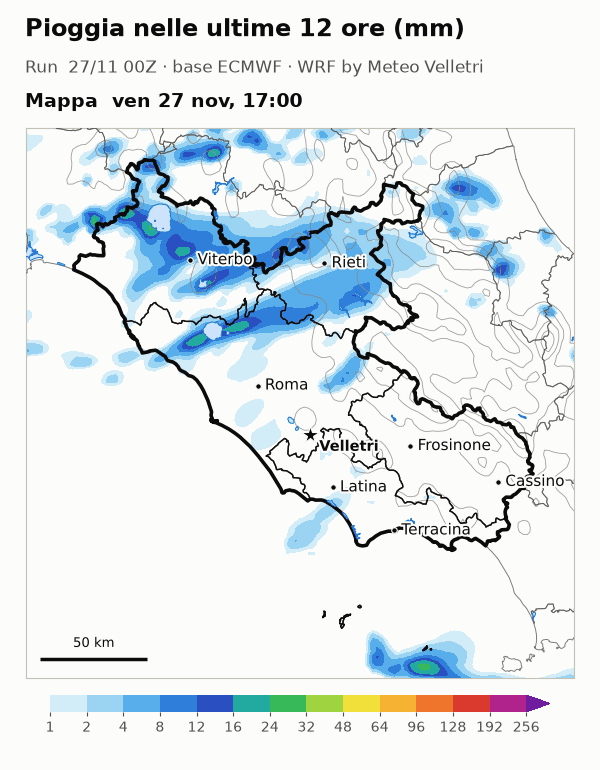 Pioggia nelle ultime 12 ore (mm)
Run  27/11 00Z · base ECMWF · WRF by Meteo Velletri
Mappa  ven 27 nov, 17:00
Viterbo
Rieti
Roma
Velletri
Frosinone
Latina
Cassino
Terracina
50 km
1 2 4 8 12 16 24 32 48 64 96 128 192 256